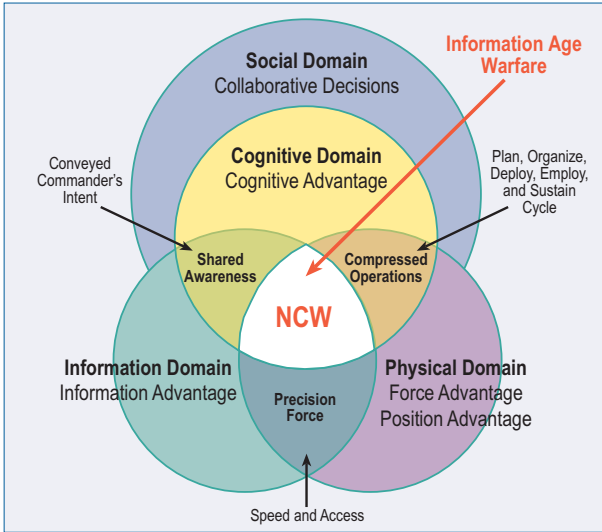 Information Age
Warfare
Social Domain
Collaborative Decisions
Cognitive Domain
Cognitive Advantage
Conveyed
Commander's
Intent
Plan, Organize,
Deploy, Employ,
and Sustain
Cycle
Shared
Awareness
Compressed
Operations
NCW
Information Domain
Information Advantage
Physical Domain
Force Advantage
Position Advantage
Precision
Force
Speed and Access